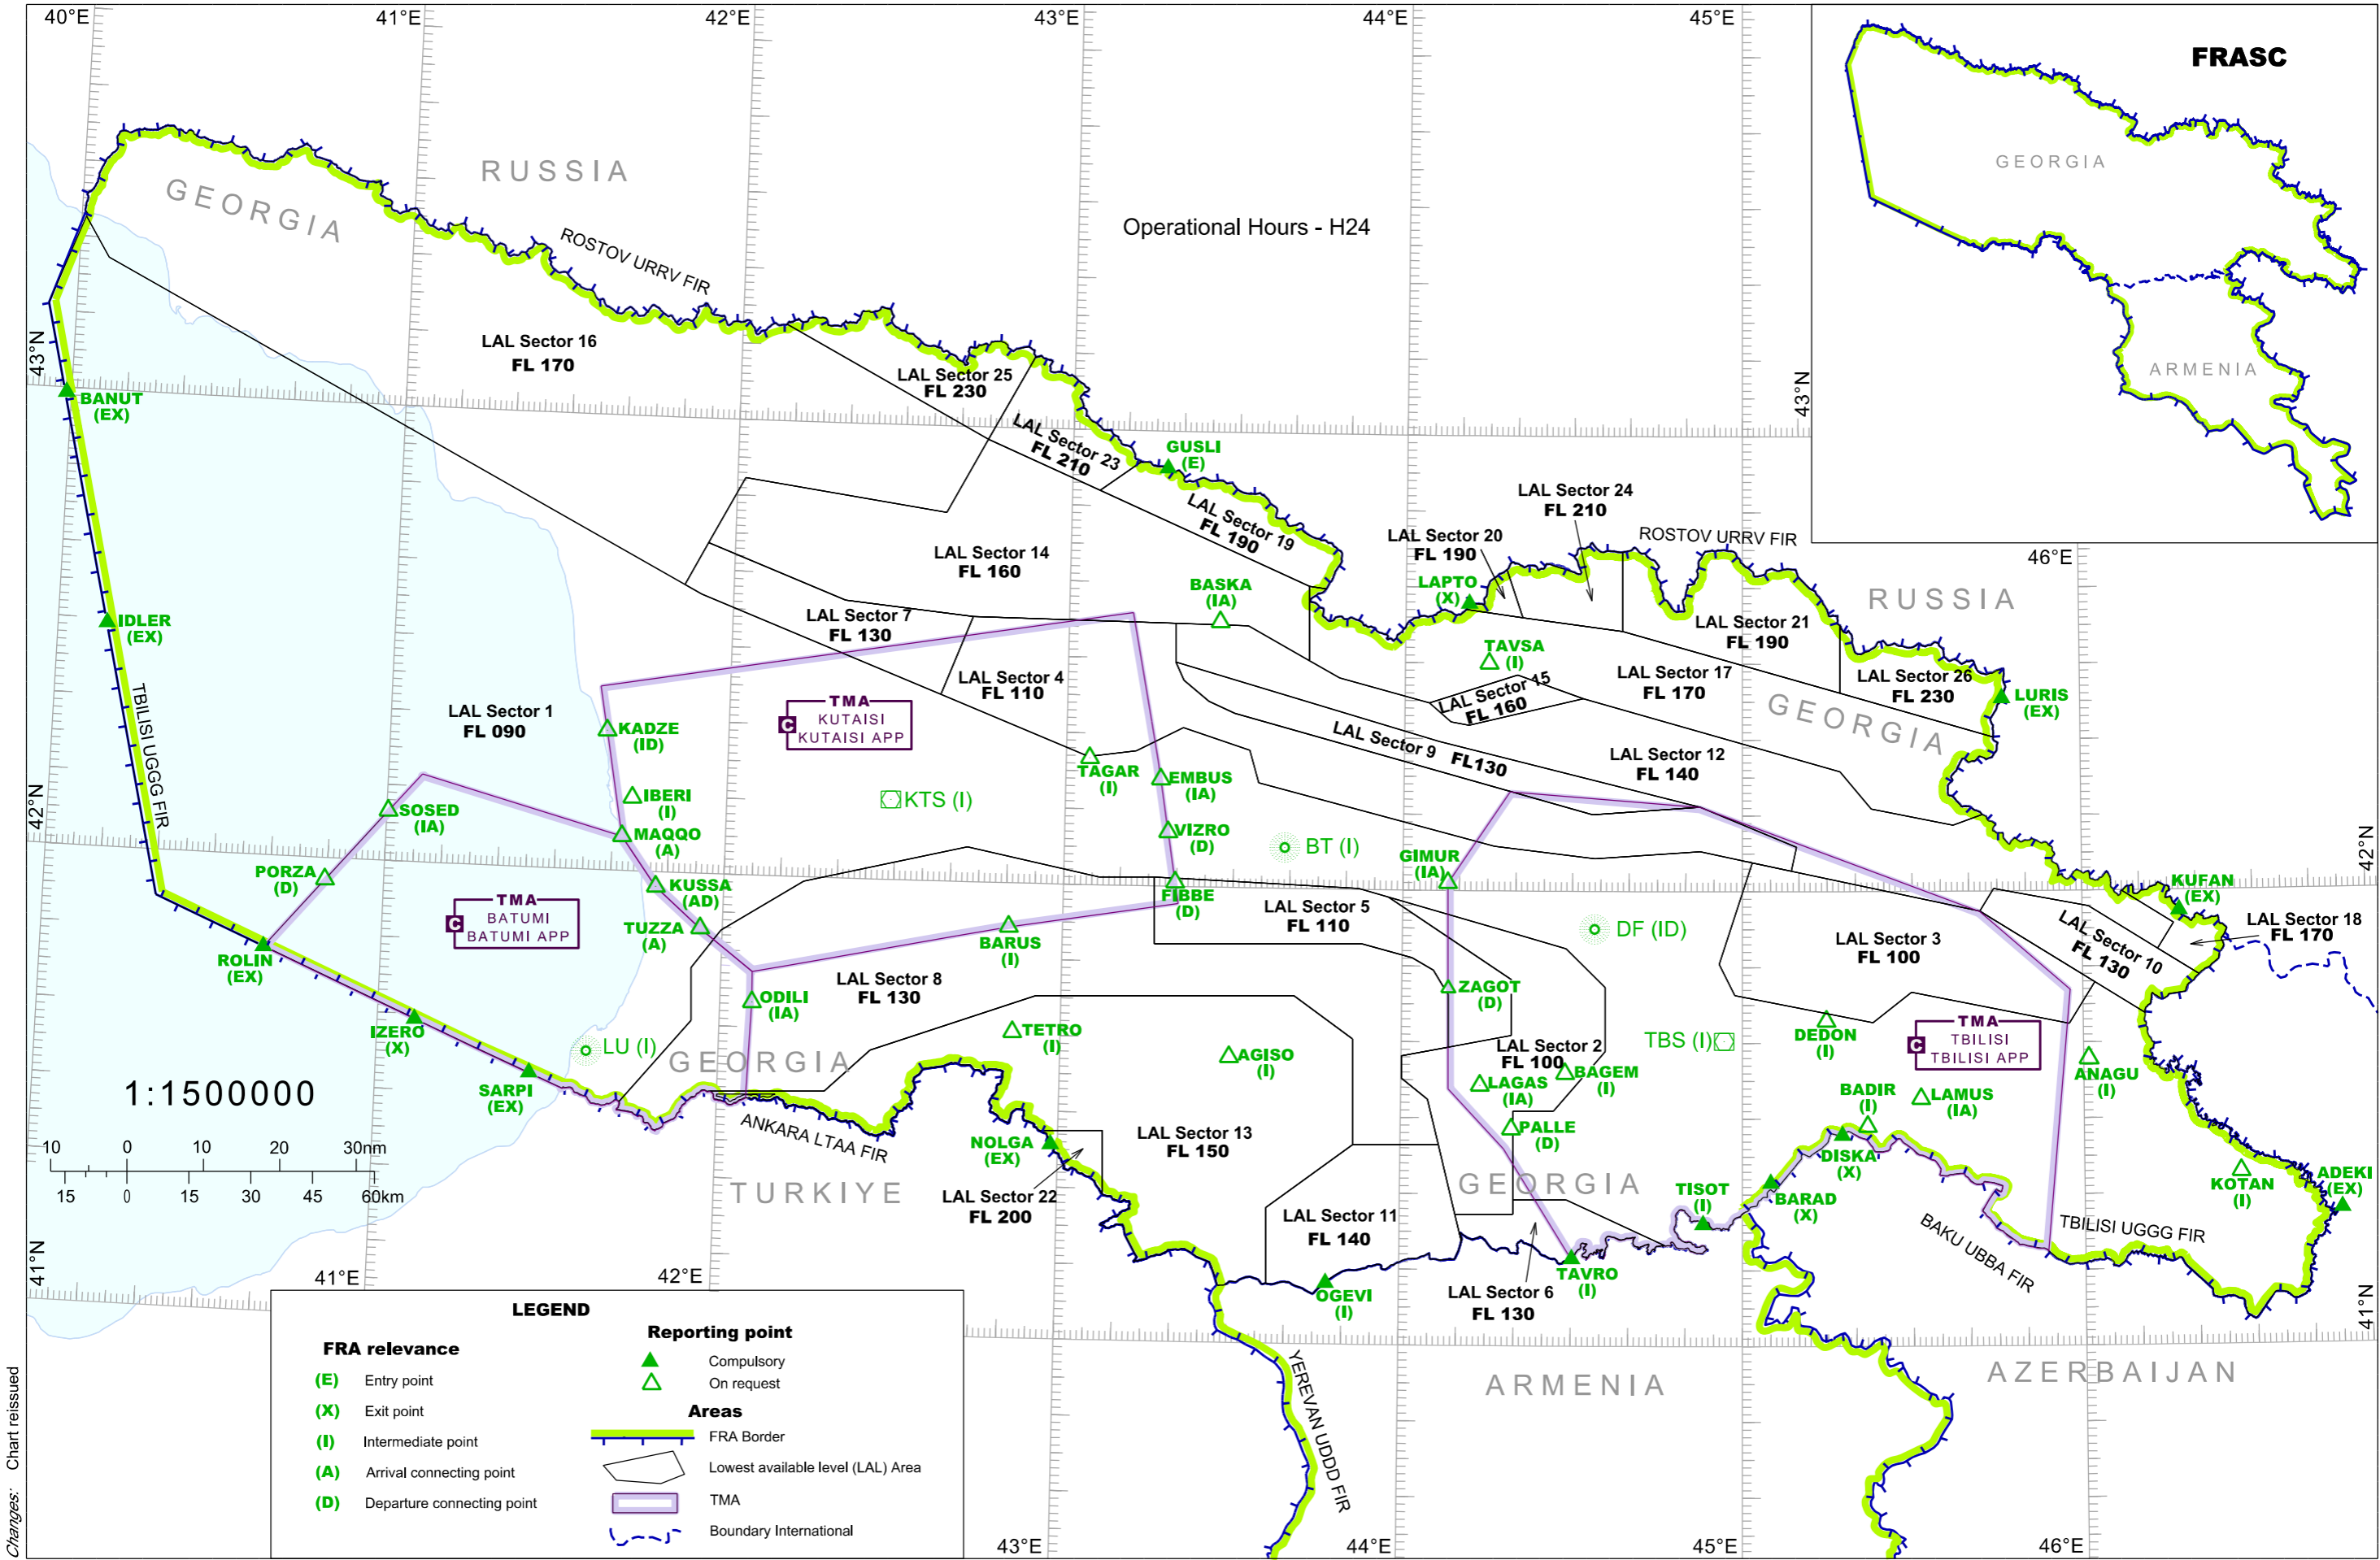 40°E
41°E
42°E
43°E
44°E
45°E
FRASC
GEORGIA
ARMENIA
RUSSIA
GEORGIA
Operational Hours - H24
ROSTOV URRV FIR
LAL Sector 16
FL 170
43°N
43°N
BANUT
(EX)
LAL Sector 25
FL 230
LAL Sector 23
FL 210
GUSLI
(E)
LAL Sector 19
FL 190
LAL Sector 24
FL 210
LAL Sector 20
FL 190
ROSTOV URRV FIR
46°E
LAL Sector 14
FL 160
BASKA
(IA)
LAPTO
(X)
RUSSIA
IDLER
(EX)
LAL Sector 7
FL 130
LAL Sector 21
FL 190
TAVSA
(I)
LAL Sector 4
FL 110
LAL Sector 15
FL 160
LAL Sector 17
FL 170
LAL Sector 26
FL 230
LURIS
(EX)
TBILISI UGGG FIR
LAL Sector 1
FL 090
TMA
C
KUTAISI
KUTAISI APP
KADZE
(ID)
GEORGIA
LAL Sector 9 FL130
LAL Sector 12
FL 140
TAGAR
(I)
EMBUS
(IA)
IBERI
(I)
KTS (I)
42°N
SOSED
(IA)
MAQQO
(A)
VIZRO
(D)
BT (I)
GIMUR
(IA)
42°N
PORZA
(D)
KUSSA
(AD)
FIBBE
(D)
KUFAN
(EX)
TMA
C
BATUMI
BATUMI APP
TUZZA
(A)
LAL Sector 5
FL 110
DF (ID)
LAL Sector 3
FL 100
LAL Sector 10
FL 130
LAL Sector 18
FL 170
ROLIN
(EX)
BARUS
(I)
LAL Sector 8
FL 130
ODILI
(IA)
ZAGOT
(D)
IZERO
(X)
LU (I)
GEORGIA
TETRO
(I)
AGISO
(I)
LAL Sector 2
FL 100
TBS (I)
DEDON
(I)
TMA
C
TBILISI
TBILISI APP
ANAGU
(I)
SARPI
(EX)
1:1500000
LAGAS
(IA)
BAGEM
(I)
BADIR
(I)
LAMUS
(IA)
ANKARA LTAA FIR
NOLGA
(EX)
LAL Sector 13
FL 150
PALLE
(D)
DISKA
(X)
10 0 10 20 30nm
15 0 15 30 45 60km
TURKIYE
LAL Sector 22
FL 200
GEORGIA
TISOT
(I)
BARAD
(X)
KOTAN
(I)
ADEKI
(EX)
LAL Sector 11
FL 140
BAKU UBBA FIR
TBILISI UGGG FIR
41°N
41°E
42°E
OGEVI
(I)
LAL Sector 6
FL 130
TAVRO
(I)
41°N
LEGEND
FRA relevance
(E) Entry point
(X) Exit point
(I) Intermediate point
(A) Arrival connecting point
(D) Departure connecting point
Reporting point
Compulsory
On request
Areas
FRA Border
Lowest available level (LAL) Area
TMA
Boundary International
YEREVAN UDDD FIR
ARMENIA
AZERBAIJAN
43°E
44°E
45°E
46°E
Changes: Chart reissued